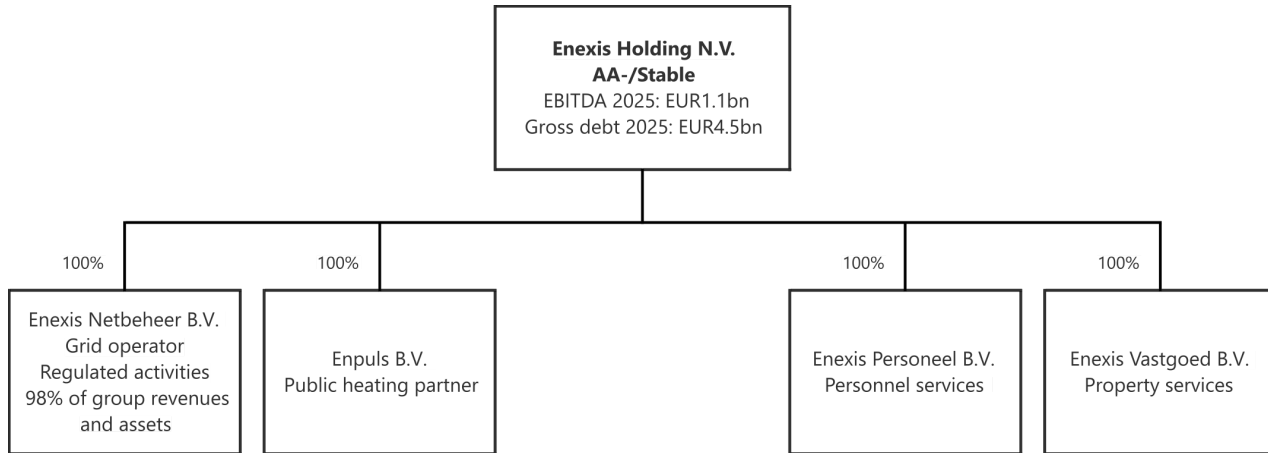 Enexis Holding N.V.
AA-/Stable
EBITDA 2025: EUR1.1bn
Gross debt 2025: EUR4.5bn
100%
100%
100%
100%
Enexis Netbeheer B.V.
Grid operator
Regulated activities
98% of group revenues
and assets
Enpuls B.V.
Public heating partner
Enexis Personeel B.V.
Personnel services
Enexis Vastgoed B.V.
Property services